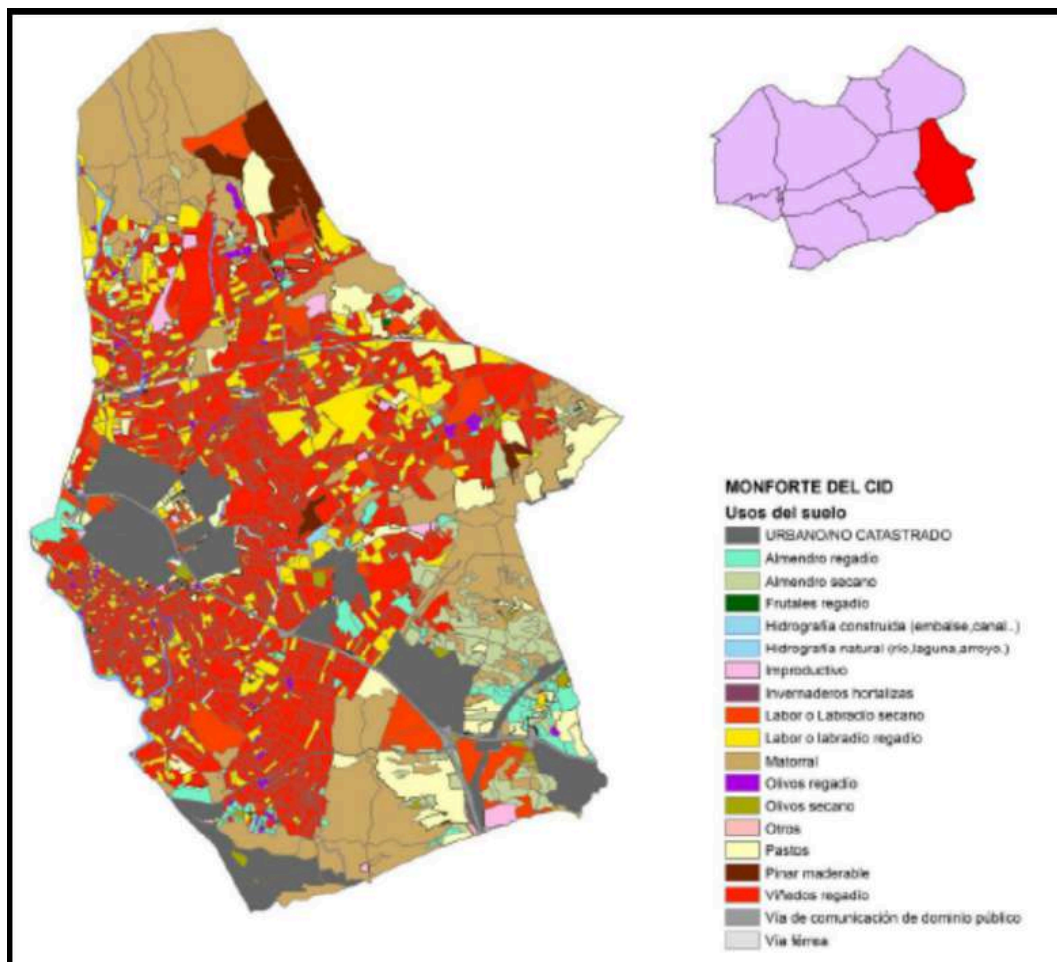 MONFORTE DEL CID
Usos del suelo
URBANO/NO CATASTRADO
Almendro regadío
Almendro secano
Frutales regadío
Hidrografía construida (embalse,canal..)
Hidrografía natural (río,laguna,arroyo.)
Improductivo
Invernaderos hortalizas
Labor o Labradío secano
Labor o labradío regadío
Matorral
Olivos regadío
Olivos secano
Otros
Pastos
Pinar maderable
Viñedos regadío
Vía de comunicación de dominio público
Vía férrea